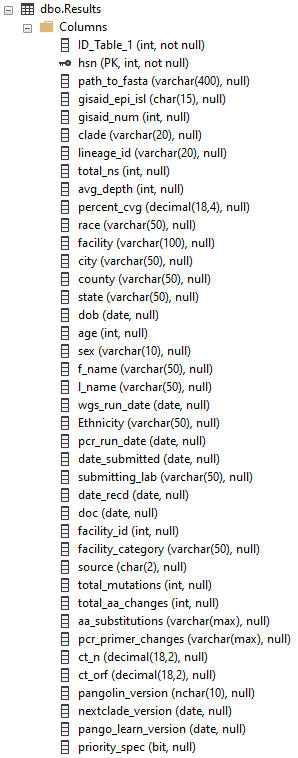 dbo.Results
Columns
ID_Table_1 (int, not null)
hsn (PK, int, not null)
path_to_fasta (varchar(400), null)
gisaid_epi_isl (char(15), null)
gisaid_num (int, null)
clade (varchar(20), null)
lineage_id (varchar(20), null)
total_ns (int, null)
avg_depth (int, null)
percent_cvg (decimal(18,4), null)
race (varchar(50), null)
facility (varchar(100), null)
city (varchar(50), null)
county (varchar(50), null)
state (varchar(50), null)
dob (date, null)
age (int, null)
sex (varchar(10), null)
f_name (varchar(50), null)
l_name (varchar(50), null)
wgs_run_date (date, null)
Ethnicity (varchar(50), null)
pcr_run_date (date, null)
date_submitted (date, null)
submitting_lab (varchar(50), null)
date_recd (date, null)
doc (date, null)
facility_id (int, null)
facility_category (varchar(50), null)
source (char(2), null)
total_mutations (int, null)
total_aa_changes (int, null)
aa_substitutions (varchar(max), null)
pcr_primer_changes (varchar(max), null)
ct_n (decimal(18,2), null)
ct_orf (decimal(18,2), null)
pangolin_version (nchar(10), null)
nextclade_version (date, null)
pango_learn_version (date, null)
priority_spec (bit, null)